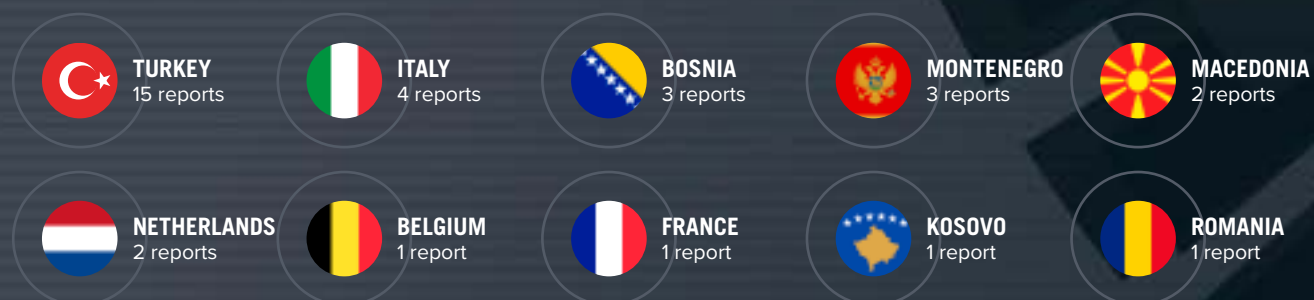 TURKEY
15 reports
ITALY
4 reports
BOSNIA
3 reports
MONTENEGRO
3 reports
MACEDONIA
2 reports
NETHERLANDS
2 reports
BELGIUM
1 report
FRANCE
1 report
KOSOVO
1 report
ROMANIA
1 report